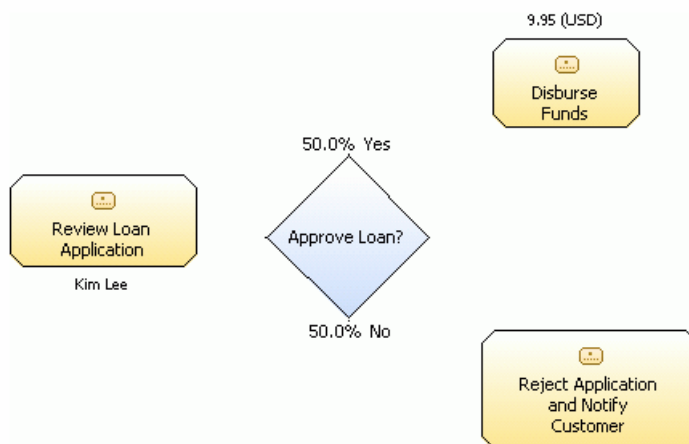 9.95 (USD)
Disburse
Funds
50.0% Yes
Review Loan
Application
Kim Lee
Approve Loan?
50.0% No
Reject Application
and Notify
Customer